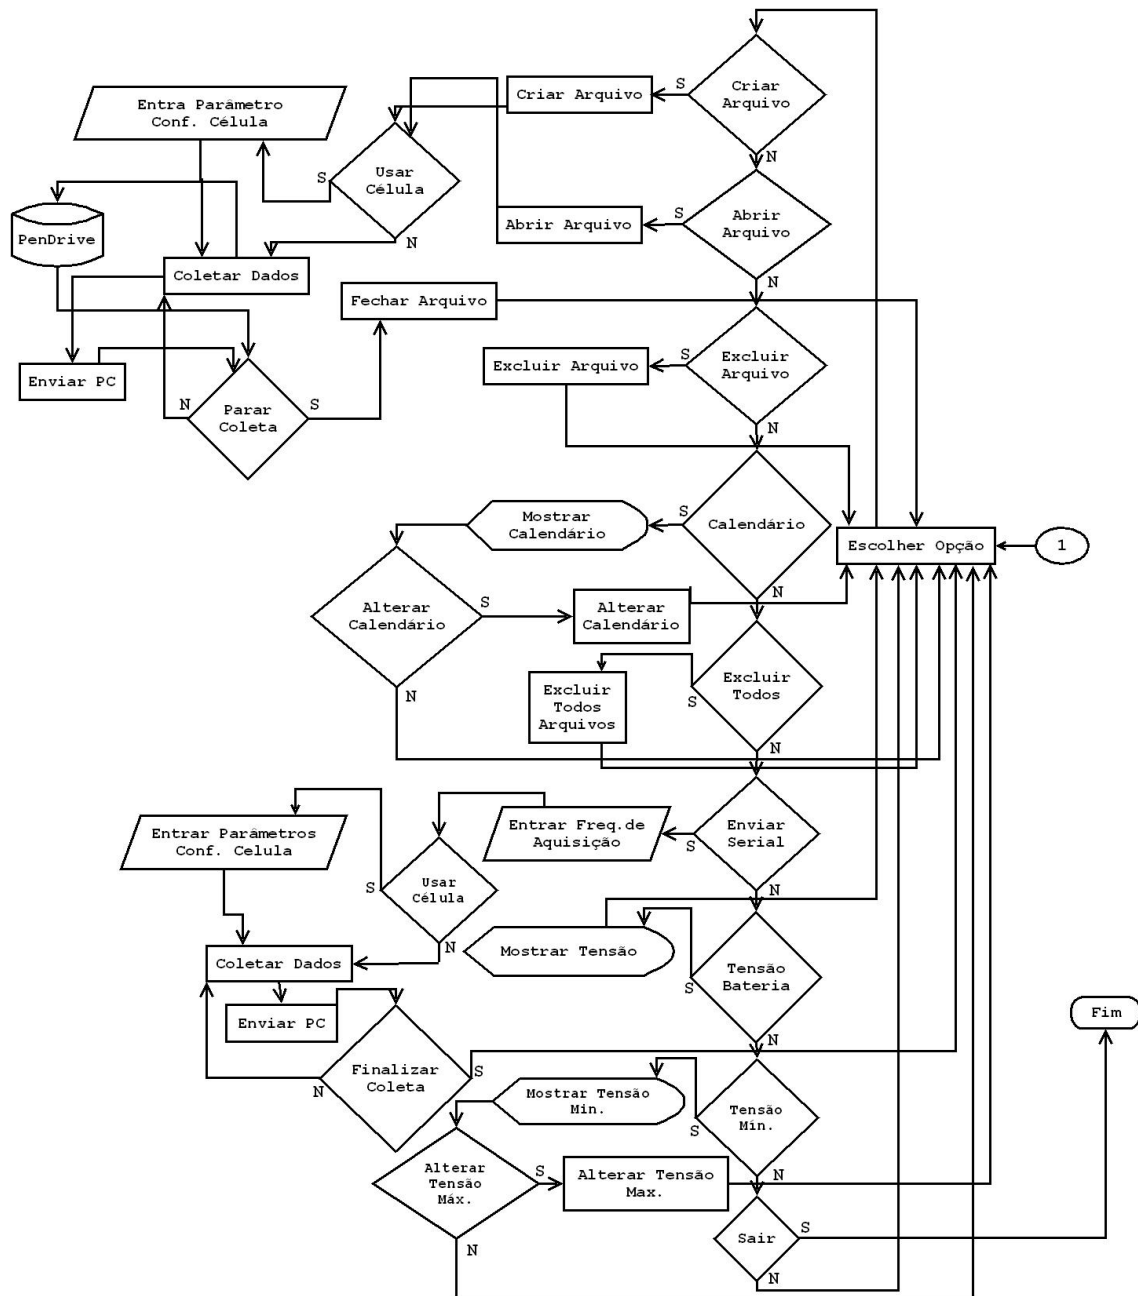 Criar
Arquivo
S
N
Criar Arquivo
Entra Parâmetro
Conf. Célula
Usar
Célula
S
N
Abrir
Arquivo
S
N
Abrir Arquivo
PenDrive
Coletar Dados
Fechar Arquivo
Excluir
Arquivo
S
N
Excluir Arquivo
Enviar PC
Parar
Coleta
N
S
Calendário
S
N
Mostrar
Calendário
Escolher Opção
1
Alterar
Calendário
S
N
Alterar
Calendário
Excluir
Todos
S
N
Excluir
Todos
Arquivos
Enviar
Serial
S
N
Entrar Freq.de
Aquisição
Entrar Parâmetros
Conf. Celula
Usar
Célula
S
N
Mostrar Tensão
Tensão
Bateria
S
N
Coletar Dados
Enviar PC
Finalizar
Coleta
S
N
Fim
Mostrar Tensão
Min.
Tensão
Mín.
S
N
Alterar
Tensão
Máx.
S
N
Alterar Tensão
Max.
Sair
S
N